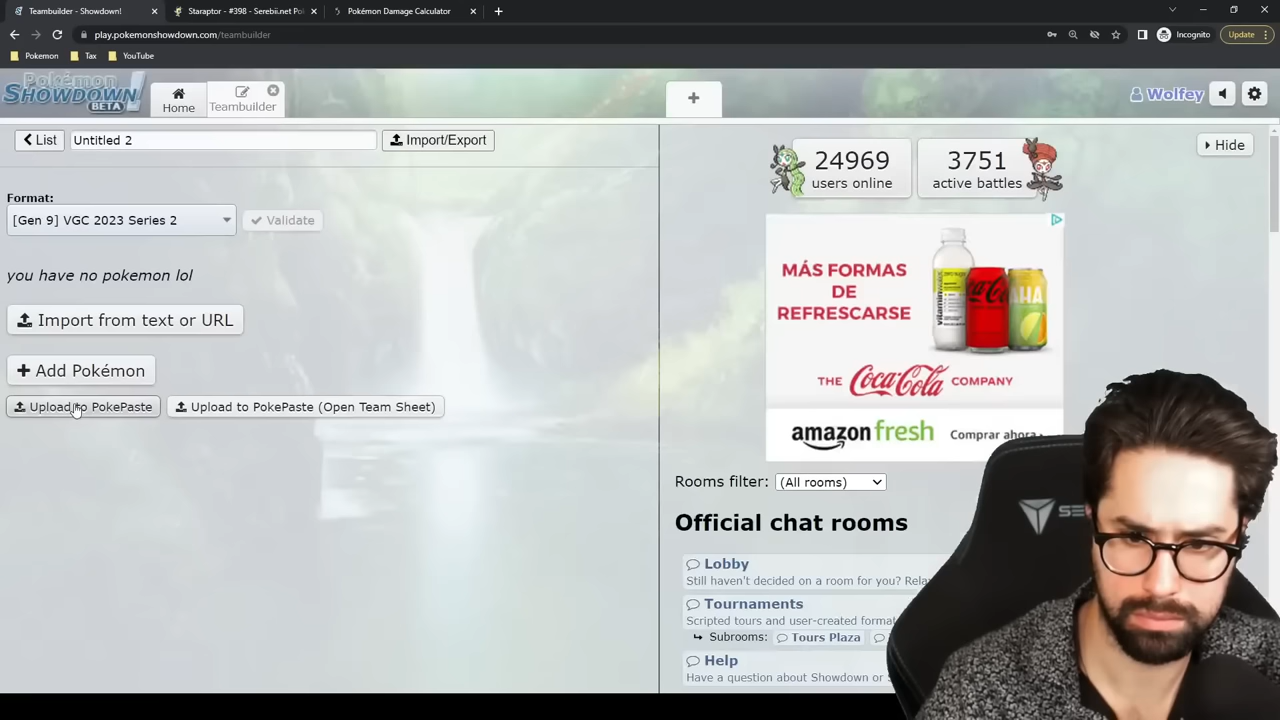 Teambuilder - Showdown!
Staraptor - #398 - Serebii.net Po
Pokémon Damage Calculator
play.pokemonshowdown.com/teambuilder
Incognito
Update
Pokemon
Tax
YouTube
Pokémon
SHOWDOWN!
BETA
Home
Teambuilder
Wolfey
List
Untitled 2
Import/Export
24969
users online
3751
active battles
Hide
Format:
[Gen 9] VGC 2023 Series 2
Validate
you have no pokemon lol
Import from text or URL
Add Pokémon
Upload to PokePaste
Upload to PokePaste (Open Team Sheet)
MÁS FORMAS
DE
REFRESCARSE
THE Coca-Cola COMPANY
amazon fresh
Comprar ahora
smartwater
AHA
Rooms filter:
(All rooms)
Official chat rooms
Lobby
Still haven't decided on a room for you? Rela
Tournaments
Scripted tours and user-created format
Subrooms:
Tours Plaza
Help
Have a question about Showdown or